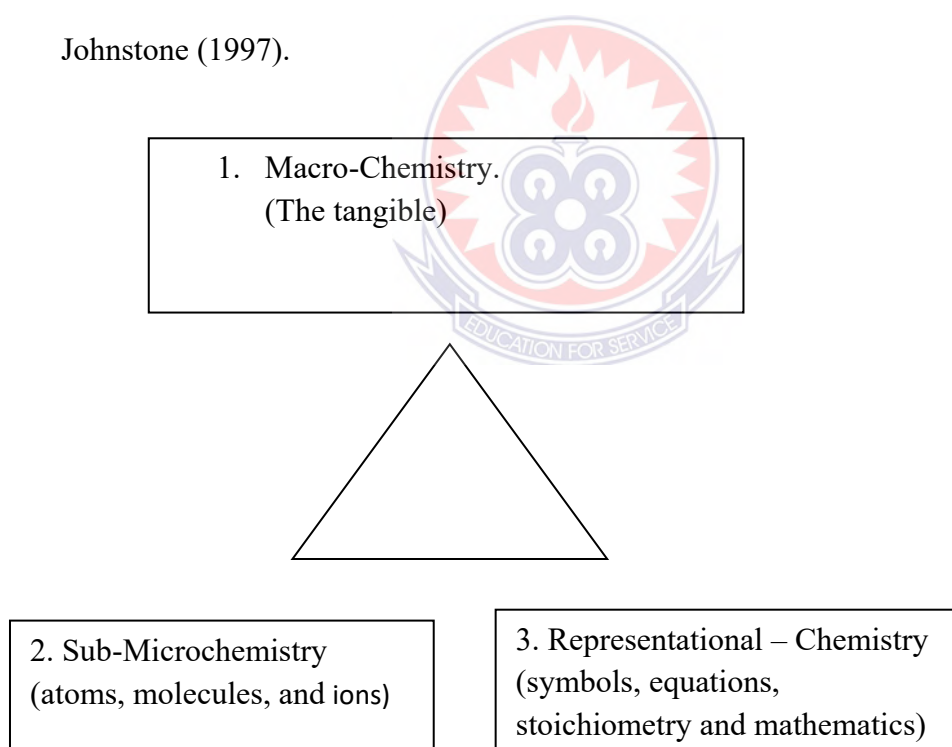 Johnstone (1997).
1. Macro-Chemistry.
(The tangible)
EDUCATION FOR SERVICE
2. Sub-Microchemistry
(atoms, molecules, and ions)
3. Representational – Chemistry
(symbols, equations,
stoichiometry and mathematics)